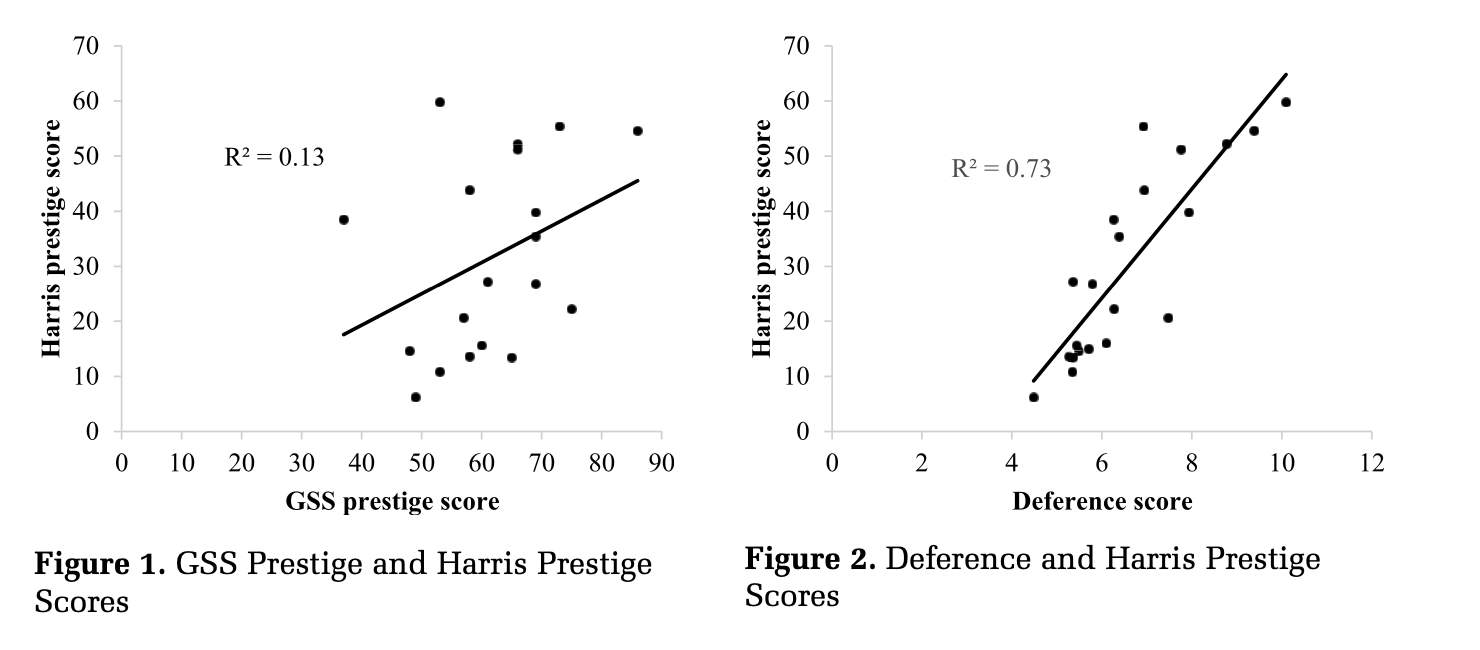 70
60
50
40
30
20
10
0
Harris prestige score
R² = 0.13
0 10 20 30 40 50 60 70 80 90
GSS prestige score
Figure 1. GSS Prestige and Harris Prestige
Scores
70
60
50
40
30
20
10
0
Harris prestige score
R² = 0.73
0 2 4 6 8 10 12
Deference score
Figure 2. Deference and Harris Prestige
Scores